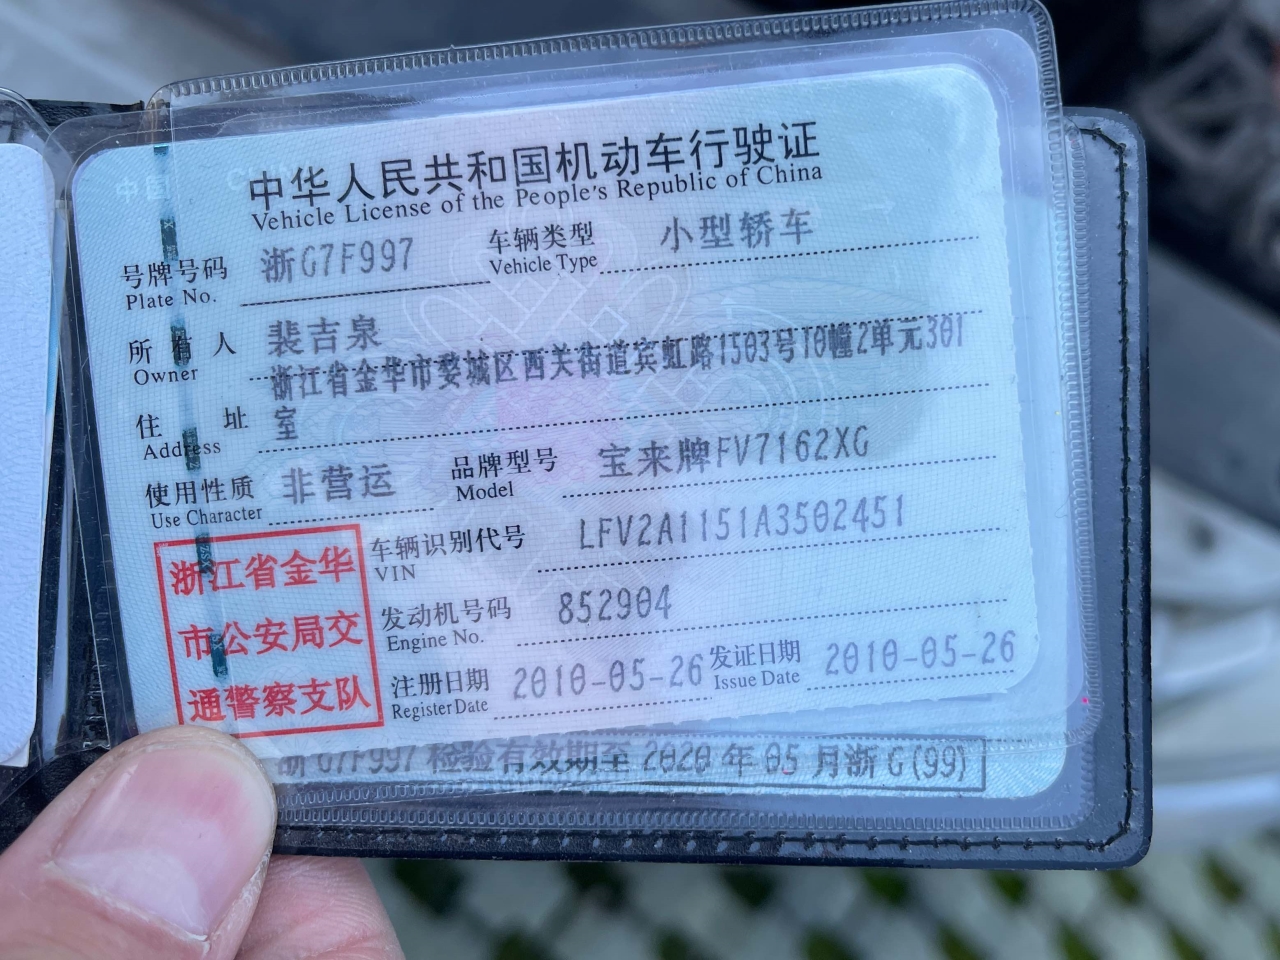 中华人民共和国机动车行驶证
Vehicle License of the People's Republic of China
号牌号码 浙G7F997 车辆类型 小型轿车
Plate No. Vehicle Type
所有人 裴吉泉
Owner
浙江省金华市婺城区西关街道宾虹路1503号10幢2单元301
住址 室
Address
使用性质 非营运 品牌型号 宝来牌FV7162XG
Use Character Model
浙江省金华
市公安局交
通警察支队
车辆识别代号 LFV2A1151A3502451
VIN
发动机号码 852904
Engine No.
注册日期 2010-05-26 发证日期 2010-05-26
Register Date Issue Date
浙G7F997 检验有效期至 2020 年 05 月浙 G(99)